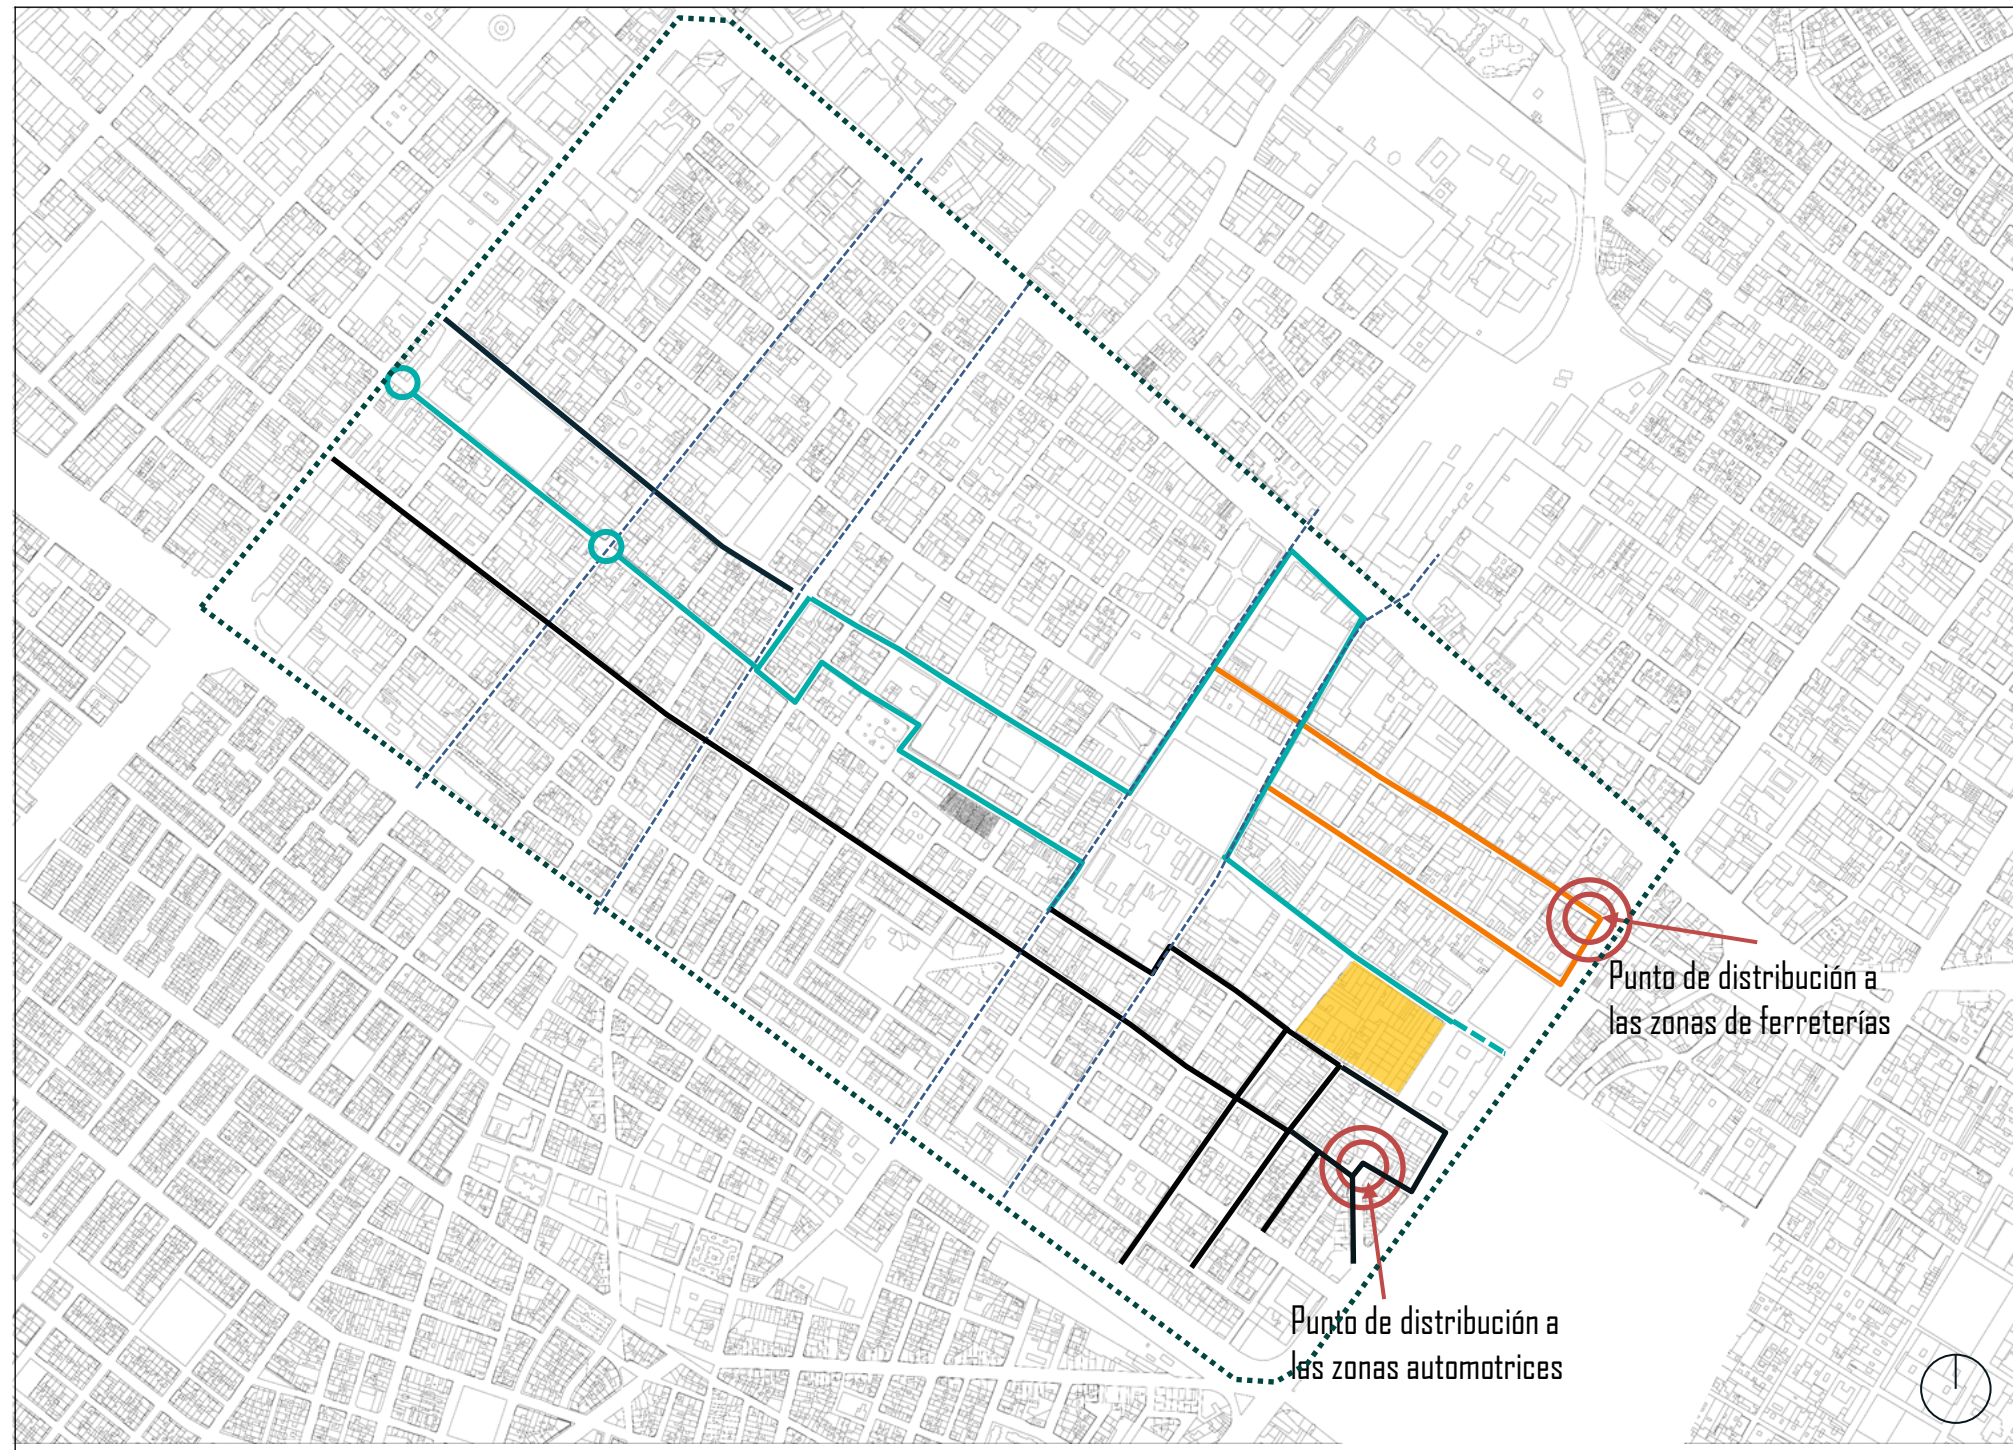 Punto de distribución a
las zonas de ferreterías
Punto de distribución a
las zonas automotrices